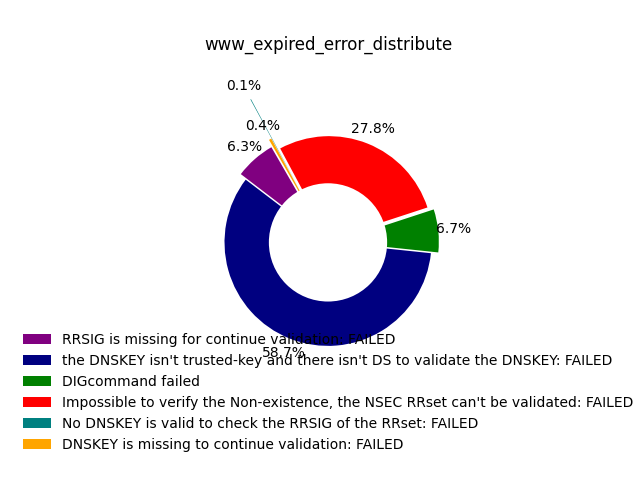 www_expired_error_distribute
0.1%
0.4%
27.8%
6.3%
6.7%
58.7%
RRSIG is missing for continue validation: FAILED
the DNSKEY isn't trusted-key and there isn't DS to validate the DNSKEY: FAILED
DIGcommand failed
Impossible to verify the Non-existence, the NSEC RRset can't be validated: FAILED
No DNSKEY is valid to check the RRSIG of the RRset: FAILED
DNSKEY is missing to continue validation: FAILED